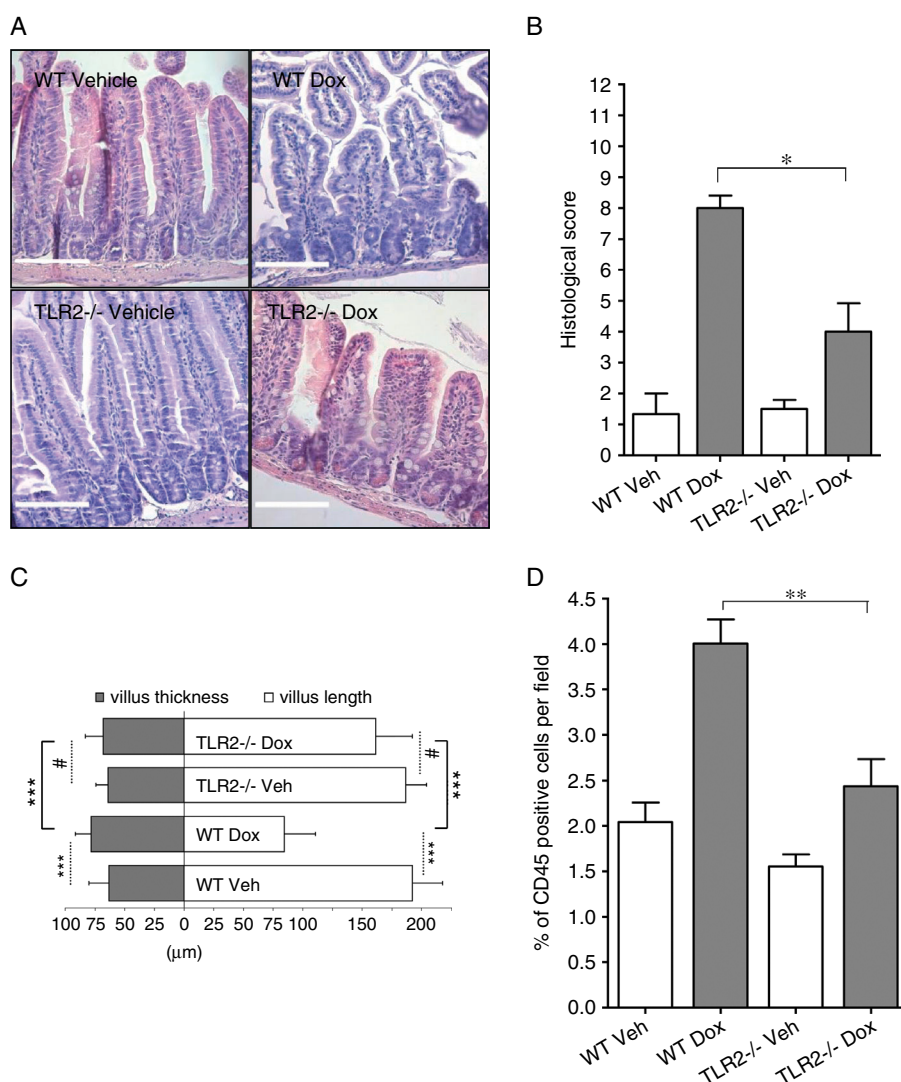 A
WT Vehicle
WT Dox
TLR2-/- Vehicle
TLR2-/- Dox
B
Histological score
12
11
10
9
8
7
6
5
4
3
2
1
0
*
WT Veh
WT Dox
TLR2-/- Veh
TLR2-/- Dox
C
villus thickness
villus length
TLR2-/- Dox
TLR2-/- Veh
WT Dox
WT Veh
***
#
***
#
***
***
100 75 50 25 0 25 50 75 100 125 150 200
(μm)
D
% of CD45 positive cells per field
4.5
4.0
3.5
3.0
2.5
2.0
1.5
1.0
0.5
0.0
**
WT Veh
WT Dox
TLR2-/- Veh
TLR2-/- Dox